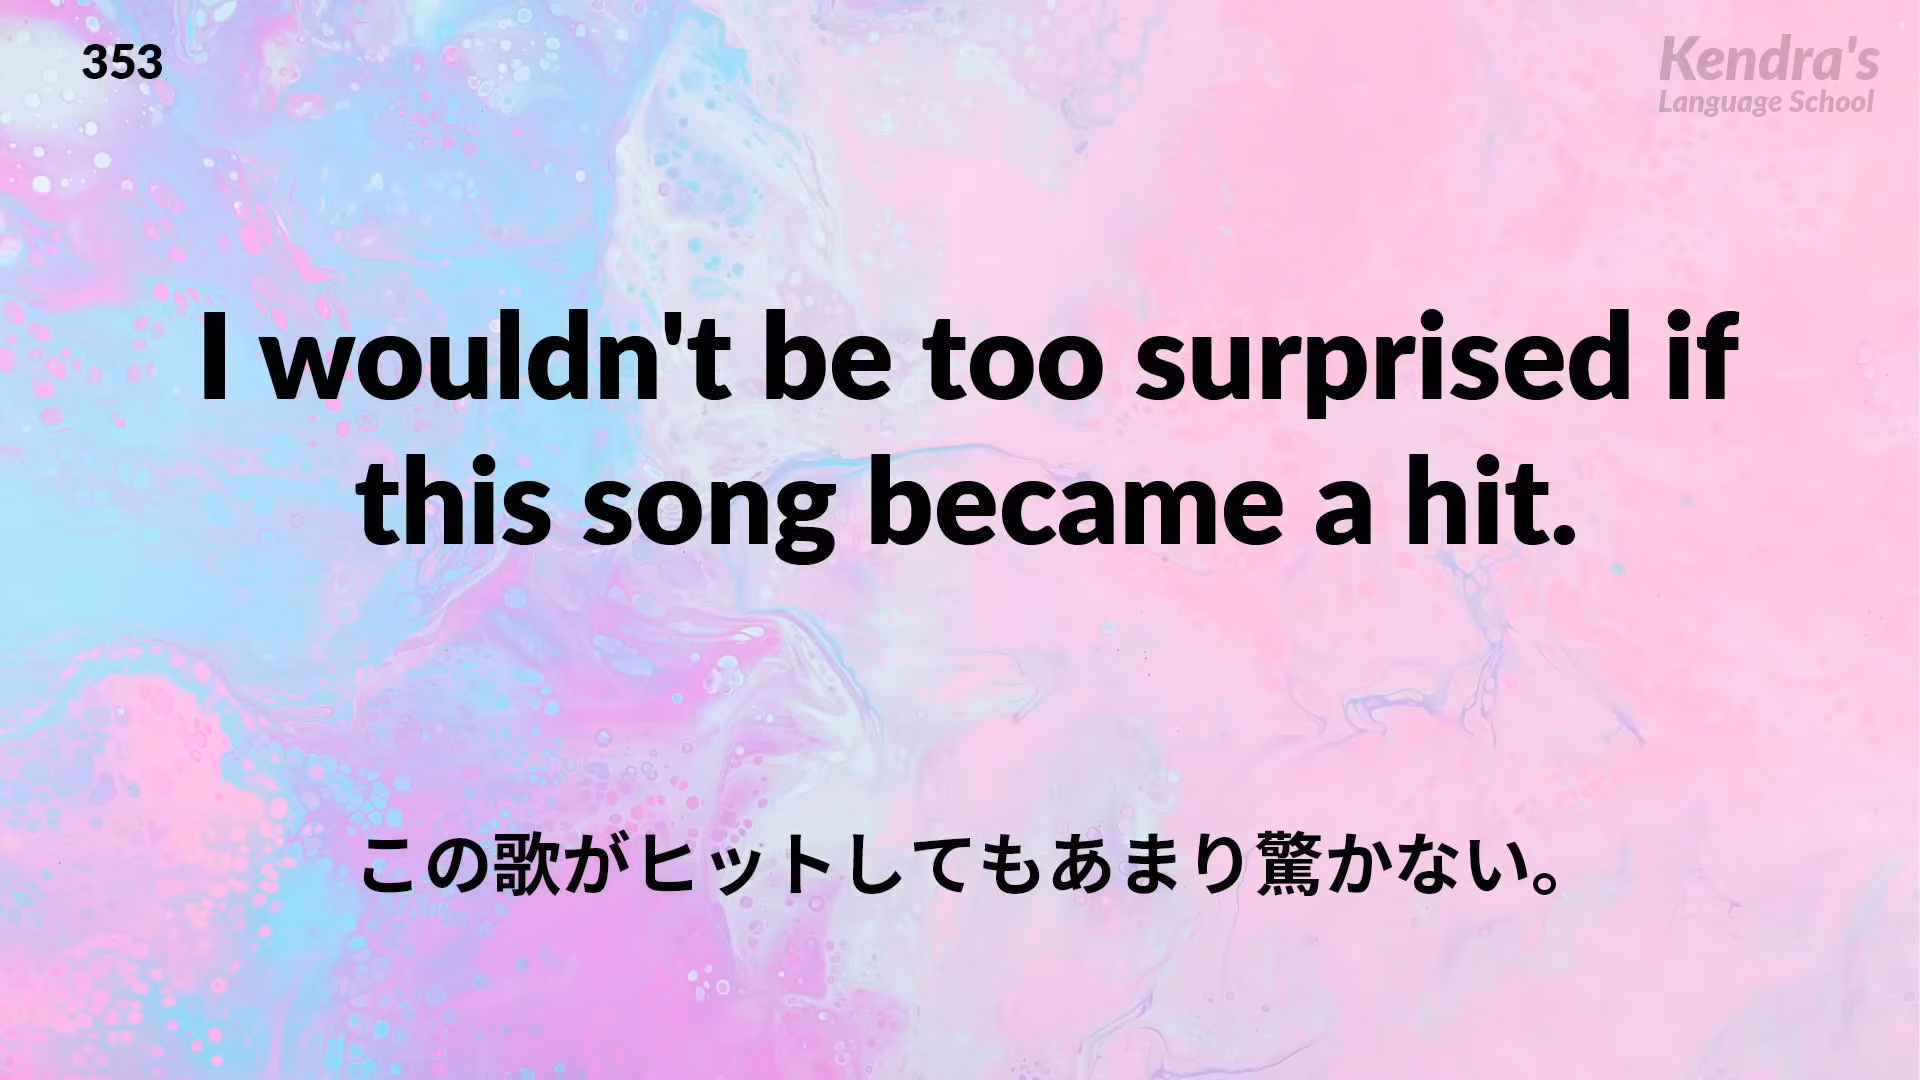 353
Kendra's
Language School
I wouldn't be too surprised if
this song became a hit.
この歌がヒットしてもあまり驚かない。